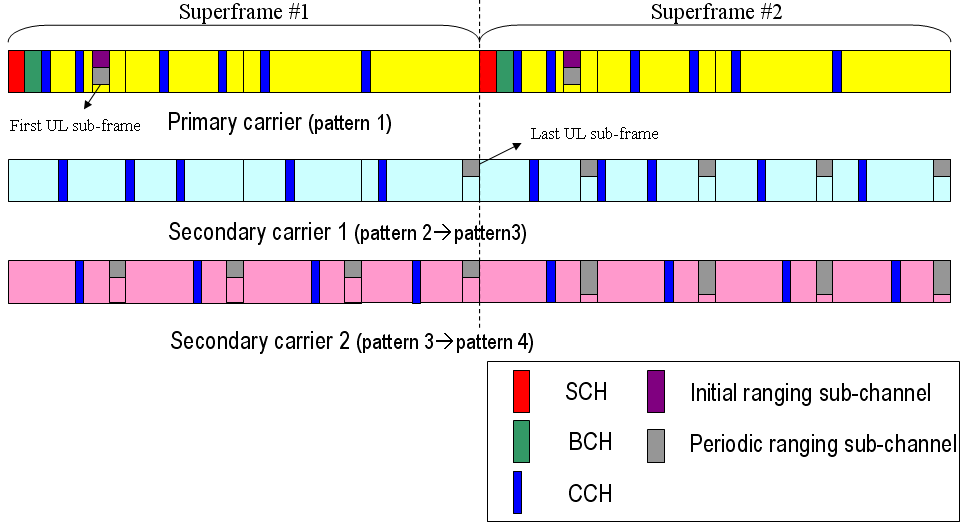 Superframe #1
Superframe #2
First UL sub-frame
Primary carrier (pattern 1)
Last UL sub-frame
Secondary carrier 1 (pattern 2→pattern3)
Secondary carrier 2 (pattern 3→pattern 4)
SCH
Initial ranging sub-channel
BCH
Periodic ranging sub-channel
CCH